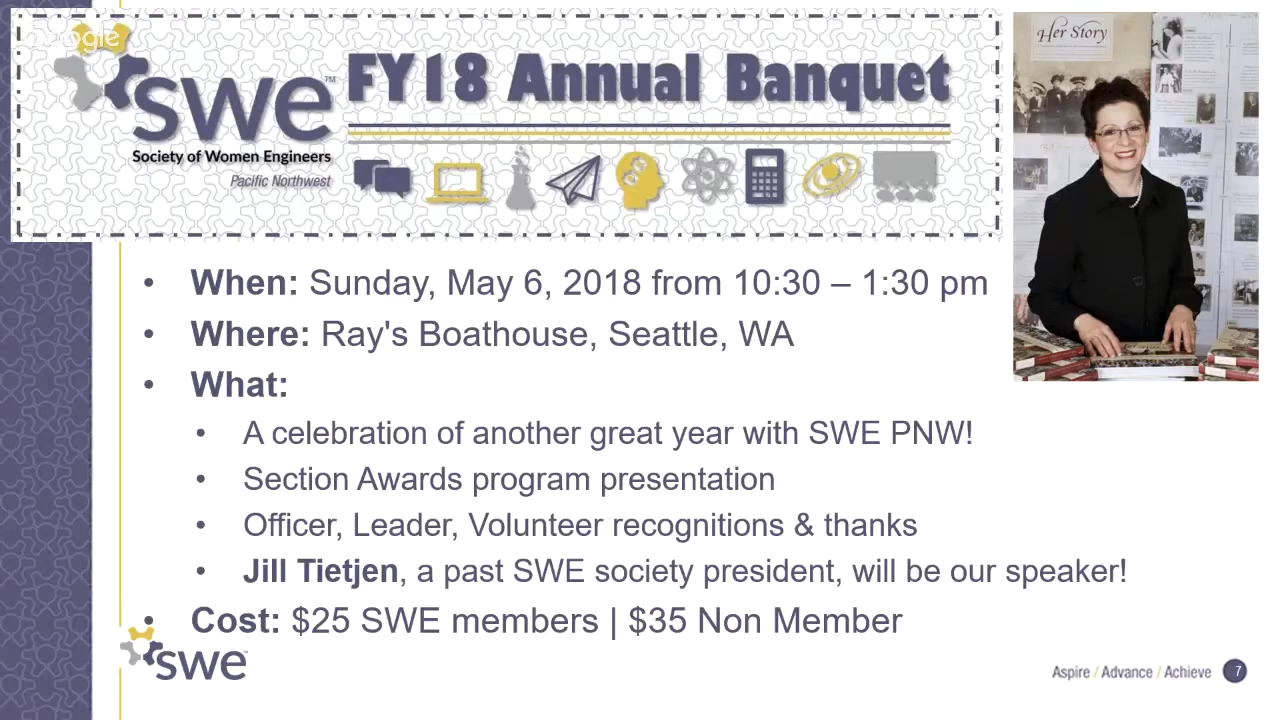 Google
swe™
Society of Women Engineers
Pacific Northwest
FY18 Annual Banquet
Her Story
• When: Sunday, May 6, 2018 from 10:30 – 1:30 pm
• Where: Ray's Boathouse, Seattle, WA
• What:
• A celebration of another great year with SWE PNW!
• Section Awards program presentation
• Officer, Leader, Volunteer recognitions & thanks
• Jill Tietjen, a past SWE society president, will be our speaker!
• Cost: $25 SWE members | $35 Non Member
swe™
Aspire / Advance / Achieve 7